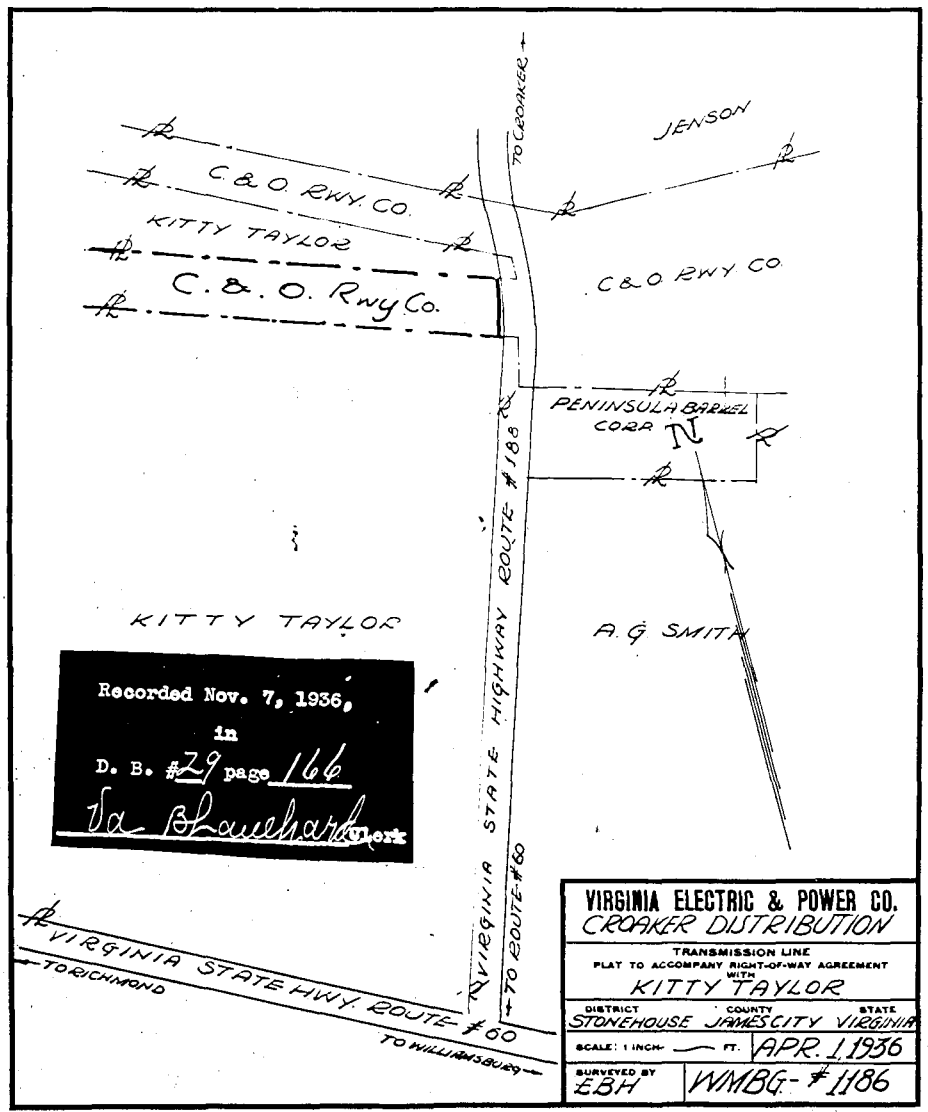 TO CROAKER
JENSON
C. & O. RWY. CO.
KITTY TAYLOR
C. & O. Rwy Co.
C & O. RWY CO.
PENINSULA BARREL
CORP.
N
VIRGINIA STATE HIGHWAY ROUTE # 188
TO ROUTE #60
KITTY TAYLOR
A. G. SMITH
Recorded Nov. 7, 1936,
in
D. B. #29 page 166
Va
Clerk
VIRGINIA STATE HWY. ROUTE # 60
TO RICHMOND
TO WILLIAMSBURG
VIRGINIA ELECTRIC & POWER CO.
CROAKER DISTRIBUTION
TRANSMISSION LINE
PLAT TO ACCOMPANY RIGHT-OF-WAY AGREEMENT
WITH
KITTY TAYLOR
DISTRICT COUNTY STATE
STONEHOUSE JAMES CITY VIRGINIA
SCALE: 1 INCH- FT. APR. 1, 1936
SURVEYED BY
EBH WMBG- # 1186